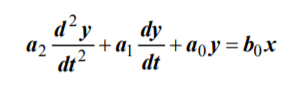 a₂ d²y/dt² + a₁ dy/dt + a₀y = b₀x